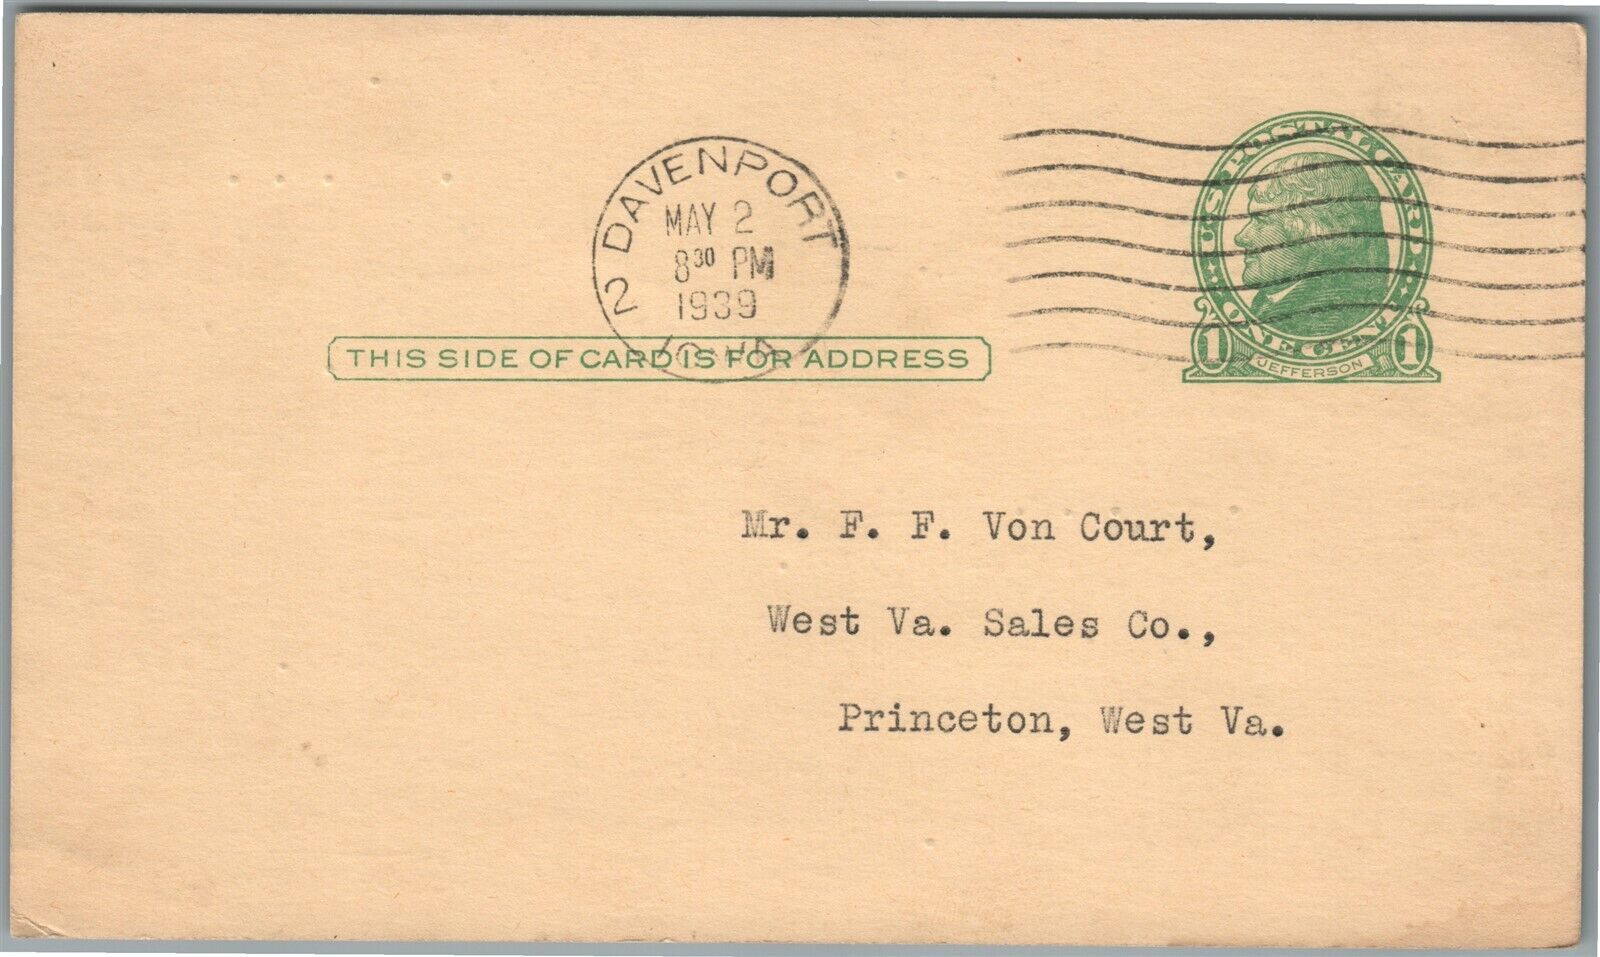 2 DAVENPORT
MAY 2
8 30 PM
1939
IOWA
U.S. POSTAL CARD
ONE CENT
1 JEFFERSON 1
THIS SIDE OF CARD IS FOR ADDRESS
Mr. F. F. Von Court,
West Va. Sales Co.,
Princeton, West Va.